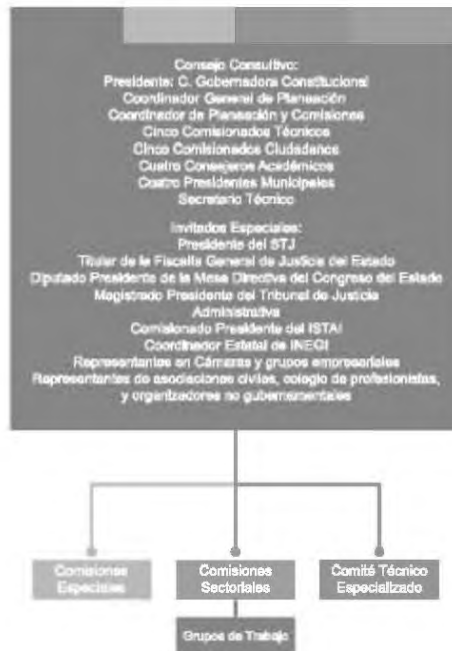 Consejo Consultivo:
Presidente: C. Gobernadora Constitucional
Coordinador General de Planeación
Coordinador de Planeación y Comisiones
Cinco Comisionados Técnicos
Cinco Comisionados Ciudadanos
Cuatro Consejeros Académicos
Cuatro Presidentes Municipales
Secretario Técnico
Invitados Especiales:
Presidente del STJ
Titular de la Fiscalía General de Justicia del Estado
Diputado Presidente de la Mesa Directiva del Congreso del Estado
Magistrado Presidente del Tribunal de Justicia
Administrativa
Comisionado Presidente del ISTAI
Coordinador Estatal de INEGI
Representantes en Cámaras y grupos empresariales
Representantes de asociaciones civiles, colegio de profesionistas,
y organizadores no gubernamentales
Comisiones
Especiales
Comisiones
Sectoriales
Comité Técnico
Especializado
Grupos de Trabajo